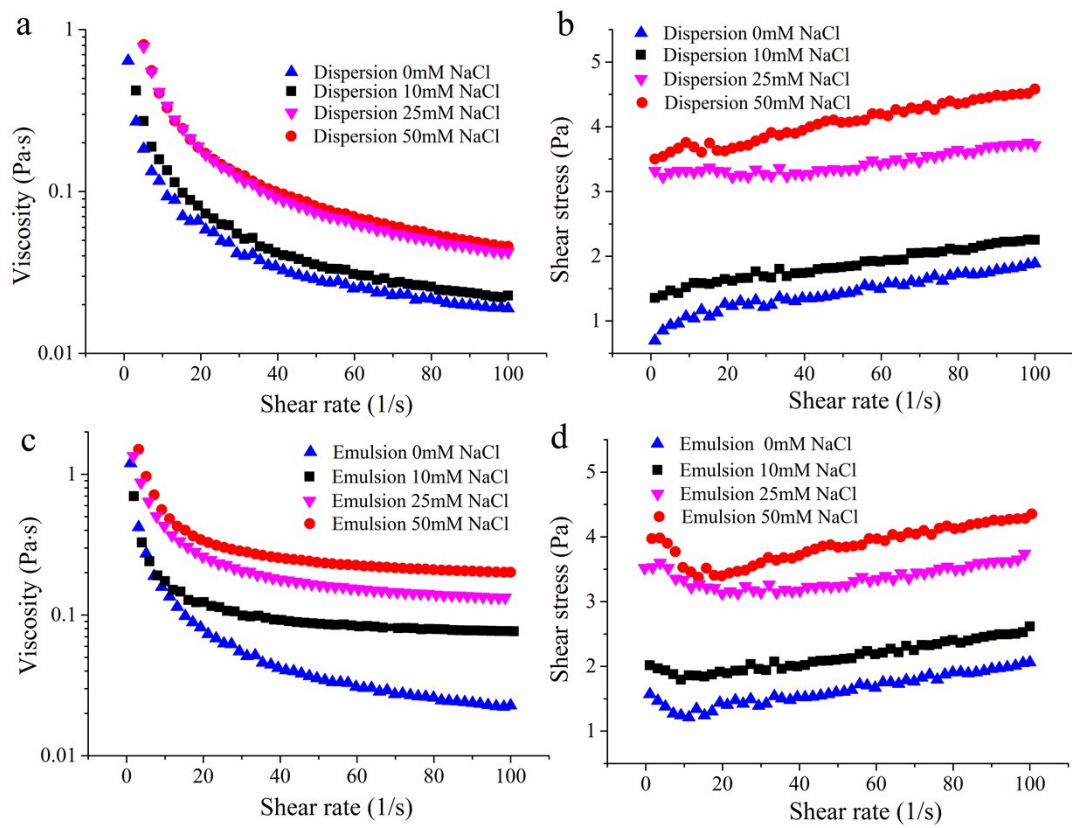 a
Viscosity (Pa·s)
1
0.1
0.01
Dispersion 0mM NaCl
Dispersion 10mM NaCl
Dispersion 25mM NaCl
Dispersion 50mM NaCl
0 20 40 60 80 100
Shear rate (1/s)
b
Shear stress (Pa)
5
4
3
2
1
Dispersion 0mM NaCl
Dispersion 10mM NaCl
Dispersion 25mM NaCl
Dispersion 50mM NaCl
0 20 40 60 80 100
Shear rate (1/s)
c
Viscosity (Pa·s)
1
0.1
0.01
Emulsion 0mM NaCl
Emulsion 10mM NaCl
Emulsion 25mM NaCl
Emulsion 50mM NaCl
0 20 40 60 80 100
Shear rate (1/s)
d
Shear stress (Pa)
5
4
3
2
1
Emulsion 0mM NaCl
Emulsion 10mM NaCl
Emulsion 25mM NaCl
Emulsion 50mM NaCl
0 20 40 60 80 100
Shear rate (1/s)